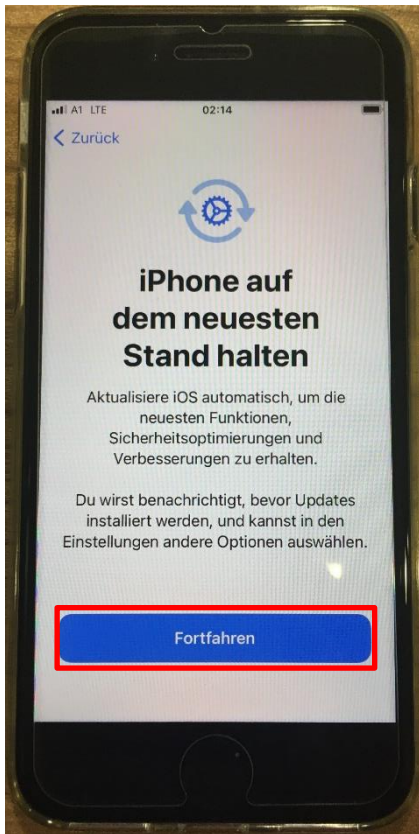 A1 LTE 02:14
Zurück
iPhone auf
dem neuesten
Stand halten
Aktualisiere iOS automatisch, um die
neuesten Funktionen,
Sicherheitsoptimierungen und
Verbesserungen zu erhalten.
Du wirst benachrichtigt, bevor Updates
installiert werden, und kannst in den
Einstellungen andere Optionen auswählen.
Fortfahren